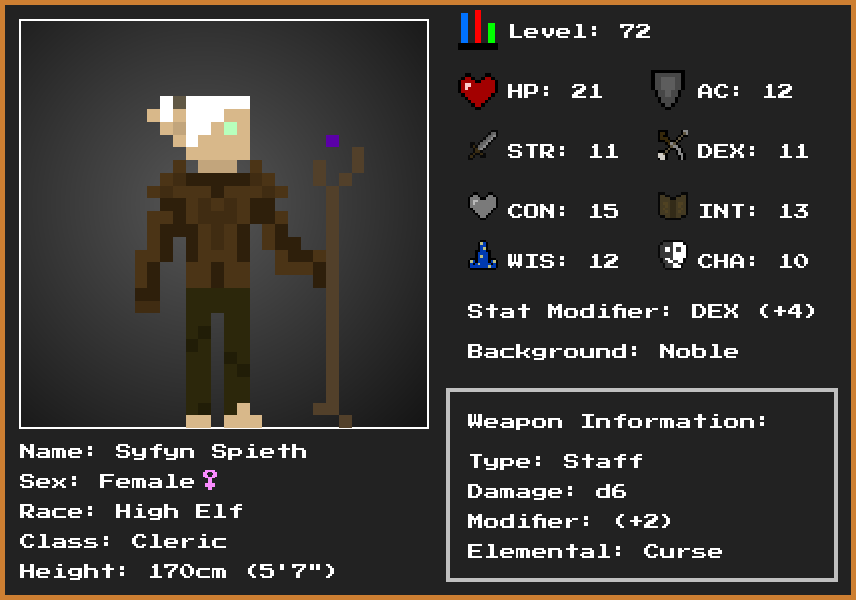 Level: 72
HP: 21 AC: 12
STR: 11 DEX: 11
CON: 15 INT: 13
WIS: 12 CHA: 10
Stat Modifier: DEX (+4)
Background: Noble
Weapon Information:
Type: Staff
Damage: d6
Modifier: (+2)
Elemental: Curse
Name: Syfyn Spieth
Sex: Female♀
Race: High Elf
Class: Cleric
Height: 170cm (5'7")